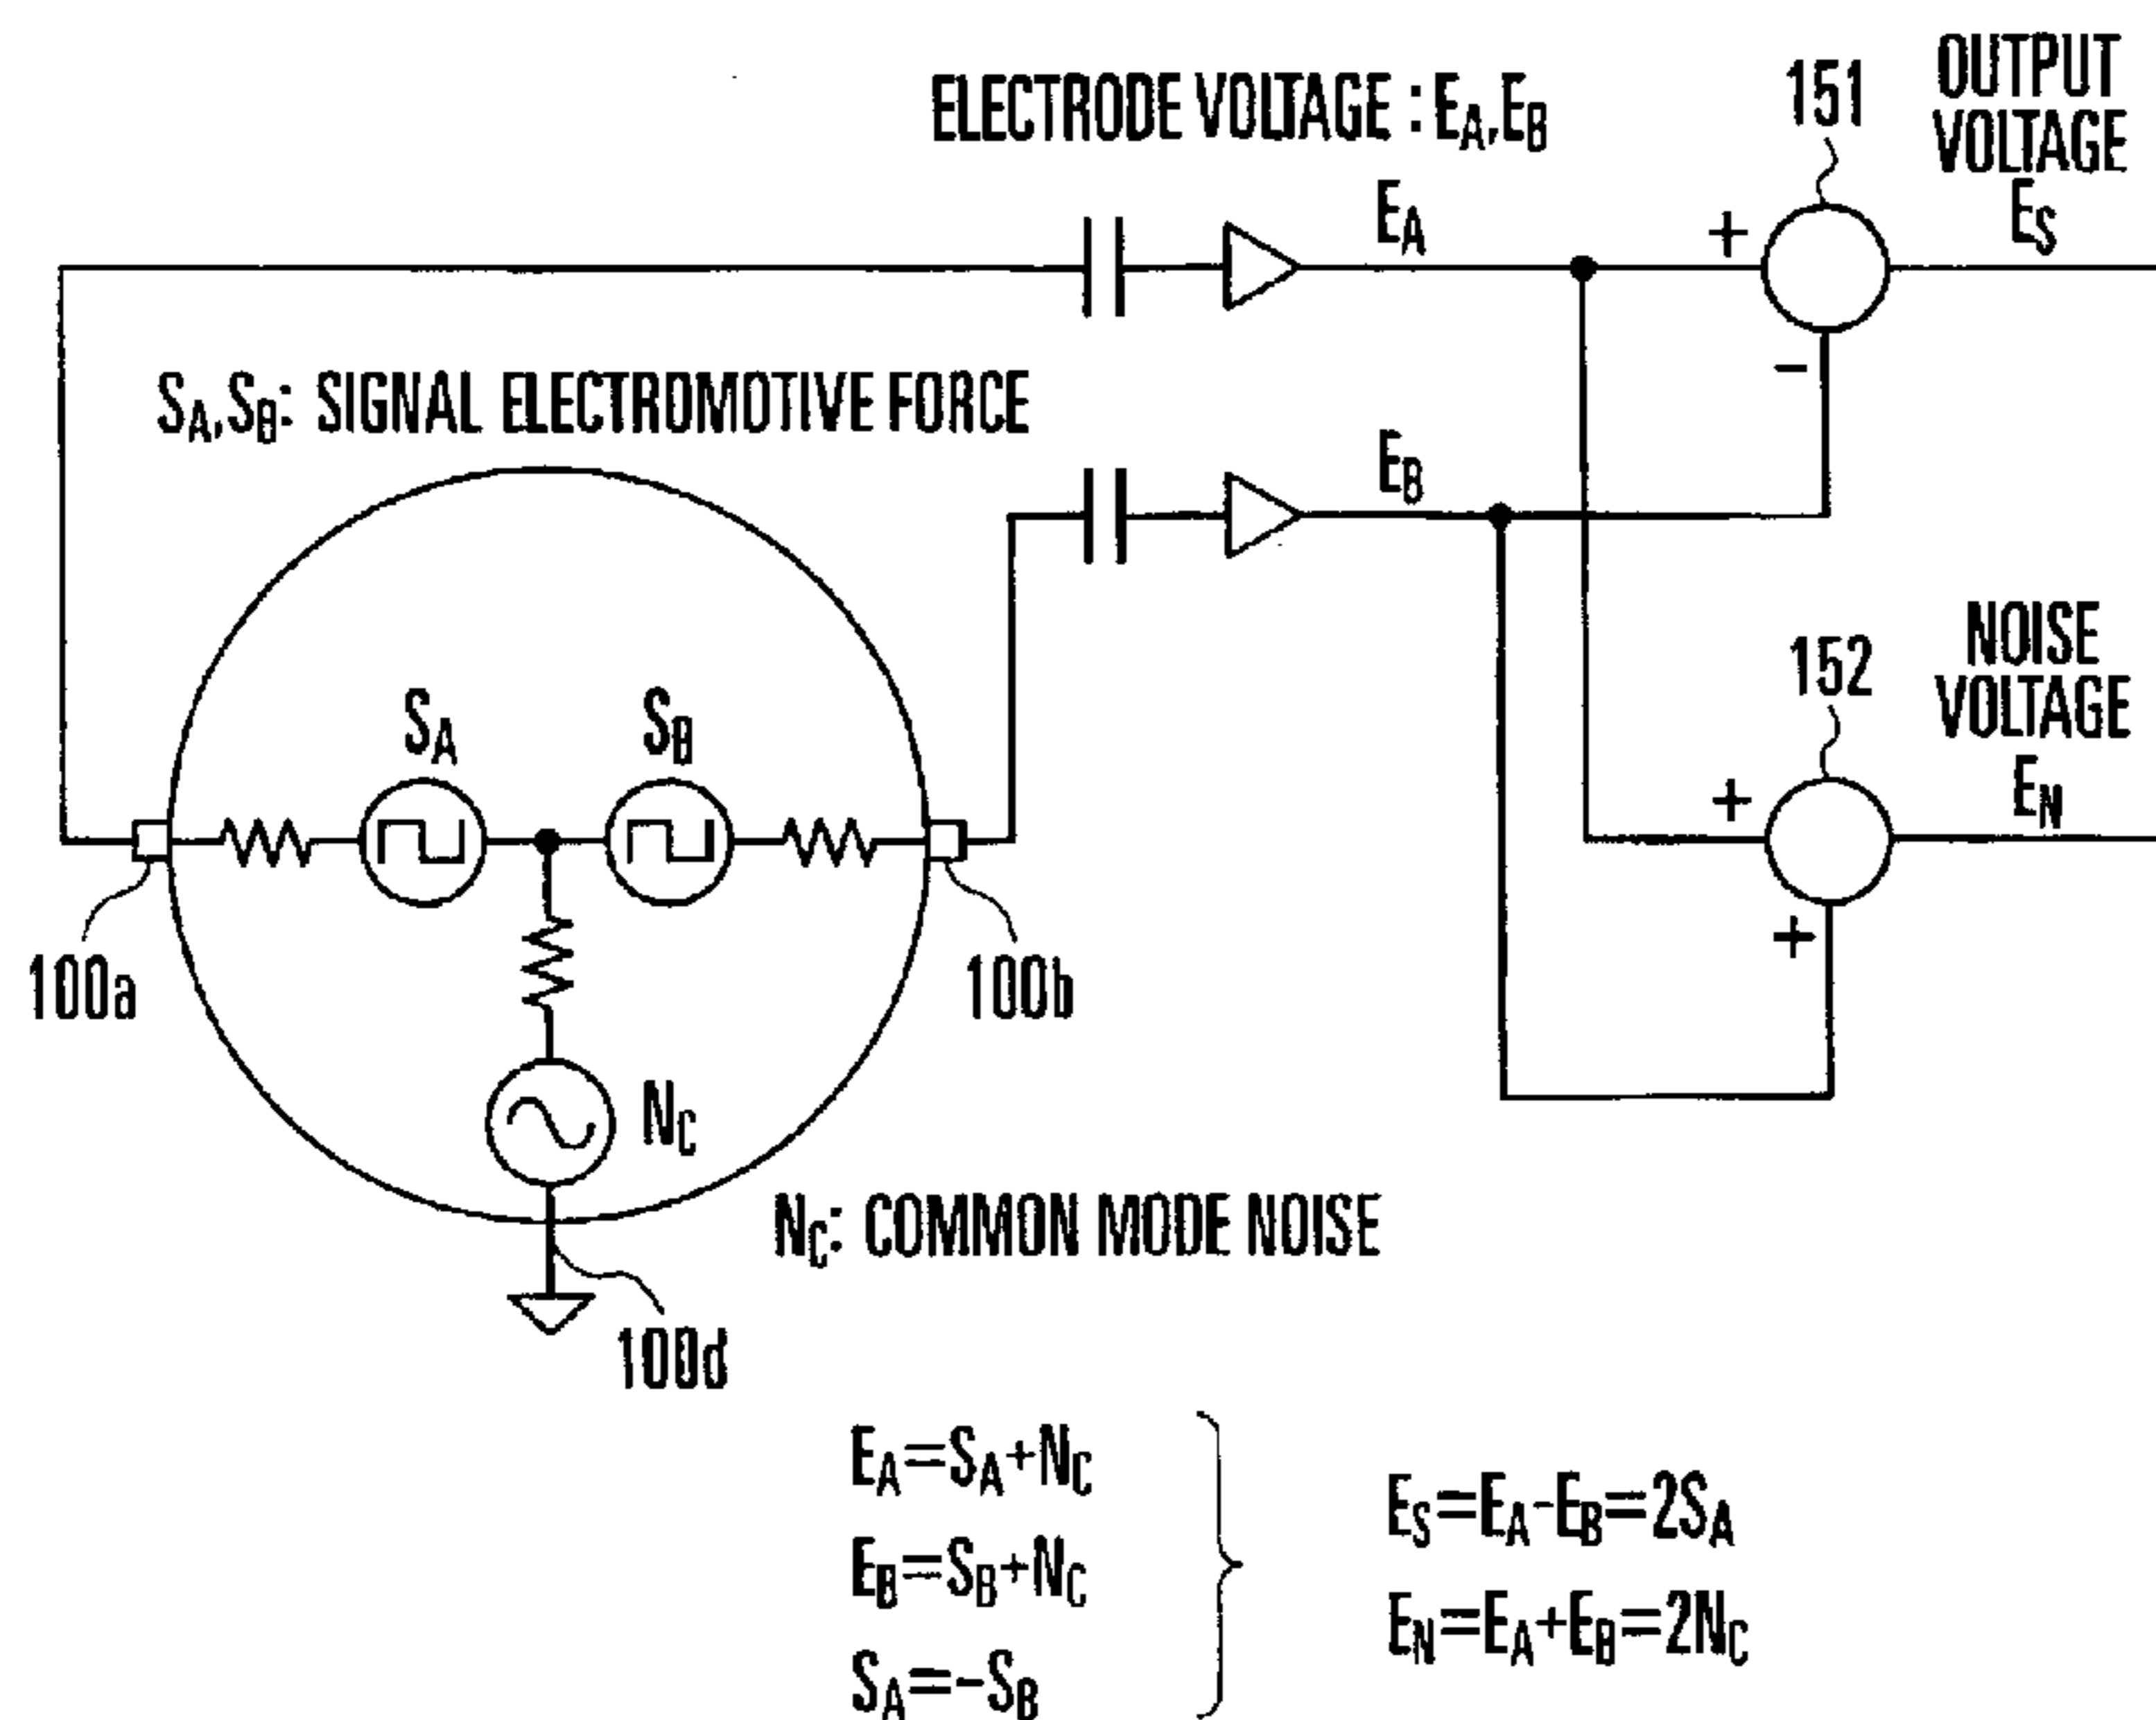 ELECTRODE VOLTAGE : EA,EB
151
OUTPUT
VOLTAGE
ES
EA
+
−
SA,SB: SIGNAL ELECTROMOTIVE FORCE
EB
152
NOISE
VOLTAGE
EN
+
+
SA
SB
100a
100b
NC
NC: COMMON MODE NOISE
100d
EA=SA+NC
EB=SB+NC
SA=-SB
ES=EA-EB=2SA
EN=EA+EB=2NC